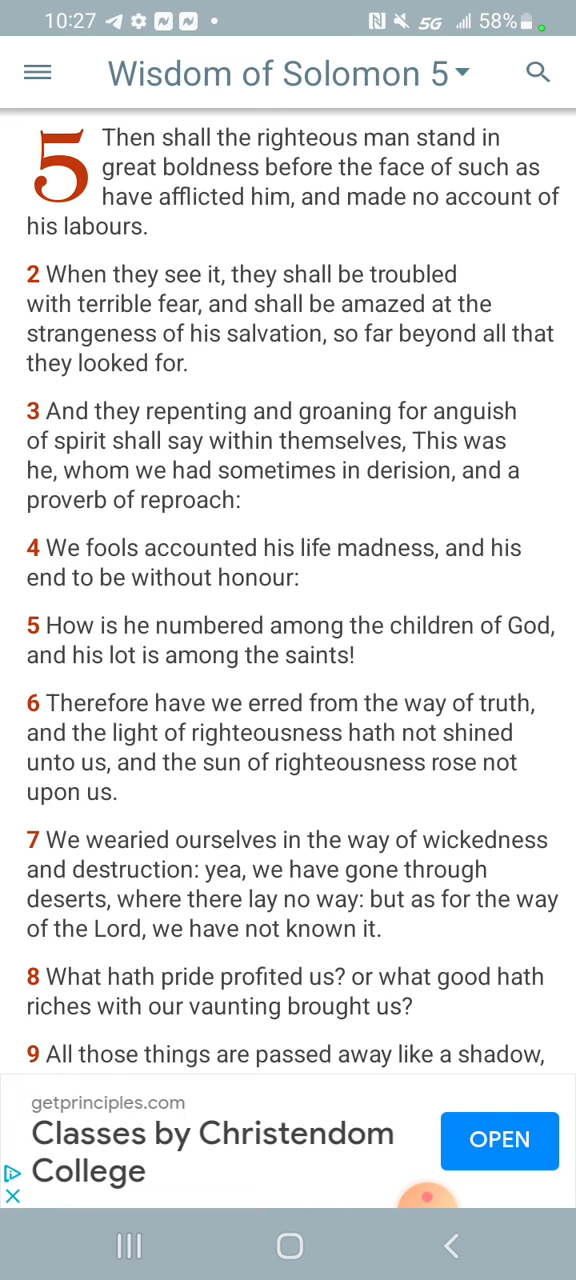 10:27 5G 58%
Wisdom of Solomon 5
5 Then shall the righteous man stand in
great boldness before the face of such as
have afflicted him, and made no account of
his labours.
2 When they see it, they shall be troubled
with terrible fear, and shall be amazed at the
strangeness of his salvation, so far beyond all that
they looked for.
3 And they repenting and groaning for anguish
of spirit shall say within themselves, This was
he, whom we had sometimes in derision, and a
proverb of reproach:
4 We fools accounted his life madness, and his
end to be without honour:
5 How is he numbered among the children of God,
and his lot is among the saints!
6 Therefore have we erred from the way of truth,
and the light of righteousness hath not shined
unto us, and the sun of righteousness rose not
upon us.
7 We wearied ourselves in the way of wickedness
and destruction: yea, we have gone through
deserts, where there lay no way: but as for the way
of the Lord, we have not known it.
8 What hath pride profited us? or what good hath
riches with our vaunting brought us?
9 All those things are passed away like a shadow,
getprinciples.com
Classes by Christendom
College
OPEN